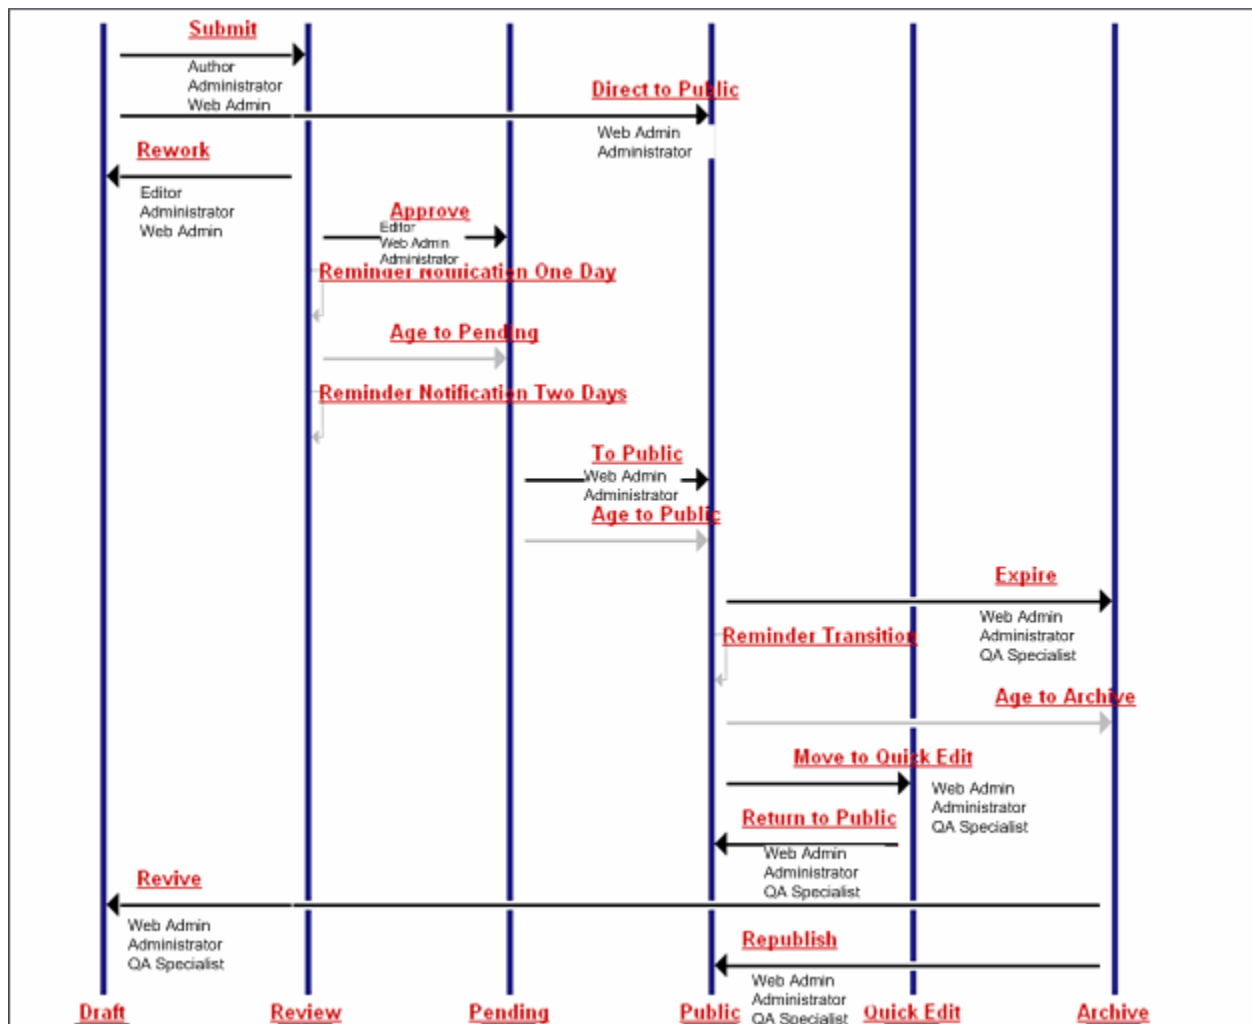 Submit
Author
Administrator
Web Admin
Direct to Public
Web Admin
Administrator
Rework
Editor
Administrator
Web Admin
Approve
Editor
Web Admin
Administrator
Reminder Notification One Day
Age to Pending
Reminder Notification Two Days
To Public
Web Admin
Administrator
Age to Public
Expire
Web Admin
Administrator
QA Specialist
Reminder Transition
Age to Archive
Move to Quick Edit
Web Admin
Administrator
QA Specialist
Return to Public
Web Admin
Administrator
QA Specialist
Revive
Web Admin
Administrator
QA Specialist
Republish
Web Admin
Administrator
QA Specialist
Draft Review Pending Public Quick Edit Archive